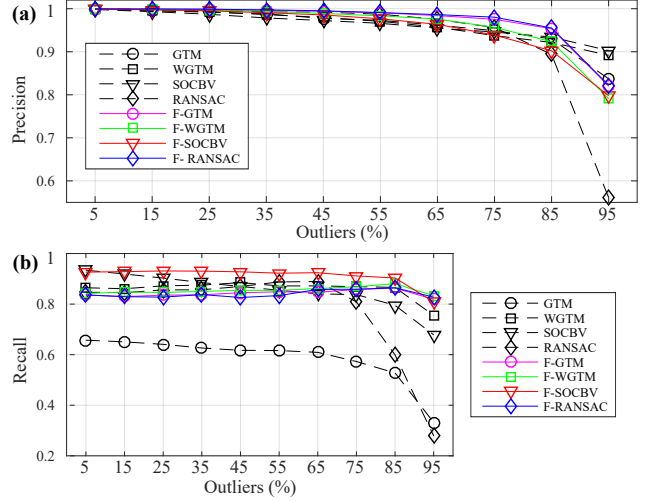 (a)
1
0.9
0.8
0.7
0.6
Precision
GTM
WGTM
SOCBV
RANSAC
F-GTM
F-WGTM
F-SOCBV
F- RANSAC
5 15 25 35 45 55 65 75 85 95
Outliers (%)
(b)
1
0.8
0.6
0.4
0.2
Recall
GTM
WGTM
SOCBV
RANSAC
F-GTM
F-WGTM
F-SOCBV
F-RANSAC
5 15 25 35 45 55 65 75 85 95
Outliers (%)